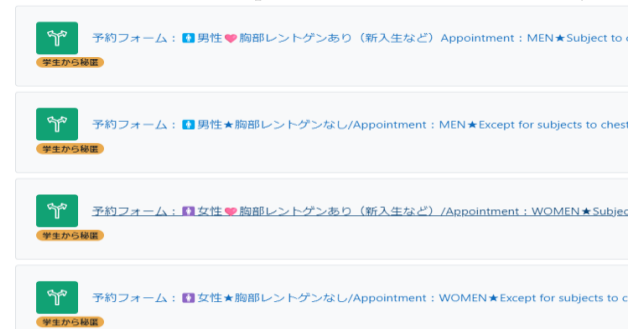 予約フォーム：🚹男性💗胸部レントゲンあり（新入生など）Appointment：MEN★Subject to
学生から秘匿
予約フォーム：🚹男性★胸部レントゲンなし/Appointment：MEN★Except for subjects to chest
学生から秘匿
予約フォーム：🚺女性💗胸部レントゲンあり（新入生など）/Appointment：WOMEN★Subjec
学生から秘匿
予約フォーム：🚺女性★胸部レントゲンなし/Appointment：WOMEN★Except for subjects to c
学生から秘匿